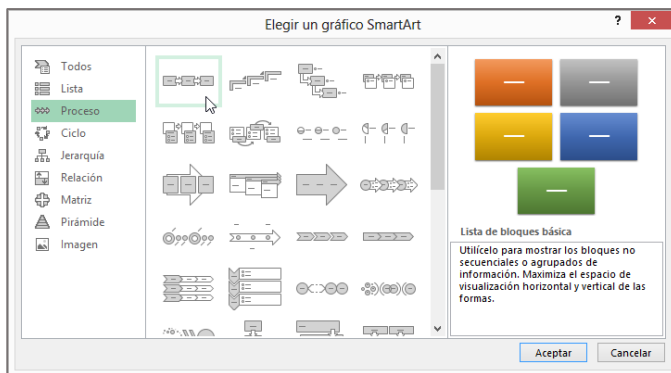 Elegir un gráfico SmartArt
?
Todos
Lista
Proceso
Ciclo
Jerarquía
Relación
Matriz
Pirámide
Imagen
Lista de bloques básica
Utilícelo para mostrar los bloques no
secuenciales o agrupados de
información. Maximiza el espacio de
visualización horizontal y vertical de las
formas.
Aceptar
Cancelar